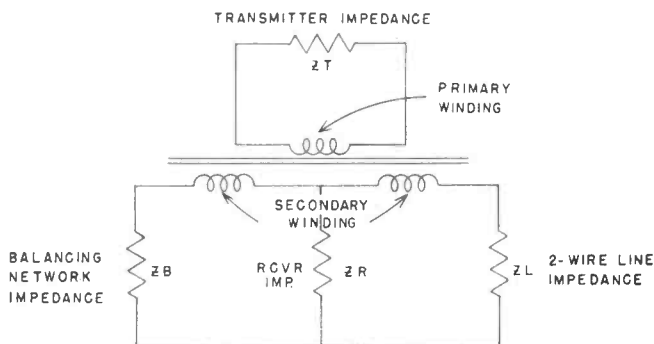 TRANSMITTER IMPEDANCE
ZT
PRIMARY
WINDING
SECONDARY
WINDING
BALANCING
NETWORK
IMPEDANCE
ZB
RCVR
IMP.
ZR
ZL
2-WIRE LINE
IMPEDANCE